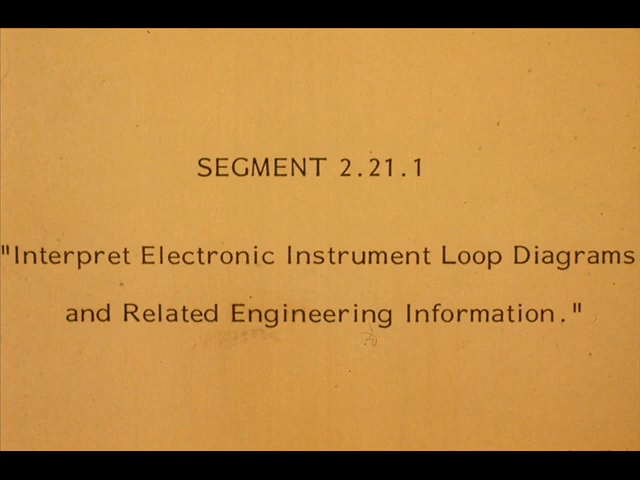 SEGMENT 2.21.1
"Interpret Electronic Instrument Loop Diagrams
and Related Engineering Information."